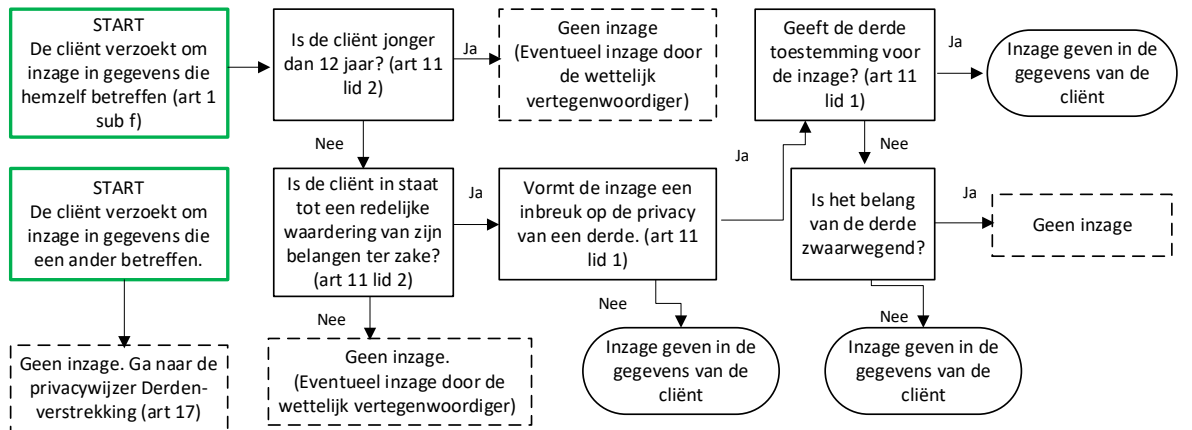 START
De cliënt verzoekt om
inzage in gegevens die
hemzelf betreffen (art 1
sub f)
Is de cliënt jonger
dan 12 jaar? (art 11
lid 2)
Ja
Geen inzage
(Eventueel inzage door
de wettelijk
vertegenwoordiger)
Nee
Geeft de derde
toestemming voor
de inzage? (art 11
lid 1)
Ja
Inzage geven in de
gegevens van de
cliënt
Nee
START
De cliënt verzoekt om
inzage in gegevens die
een ander betreffen.
Is de cliënt in staat
tot een redelijke
waardering van zijn
belangen ter zake?
(art 11 lid 2)
Ja
Vormt de inzage een
inbreuk op de privacy
van een derde. (art 11
lid 1)
Ja
Is het belang
van de derde
zwaarwegend?
Ja
Geen inzage
Nee
Nee
Nee
Geen inzage. Ga naar de
privacywijzer Derden-
verstrekking (art 17)
Geen inzage.
(Eventueel inzage door de
wettelijk vertegenwoordiger)
Inzage geven in de
gegevens van de
cliënt
Inzage geven in de
gegevens van de
cliënt